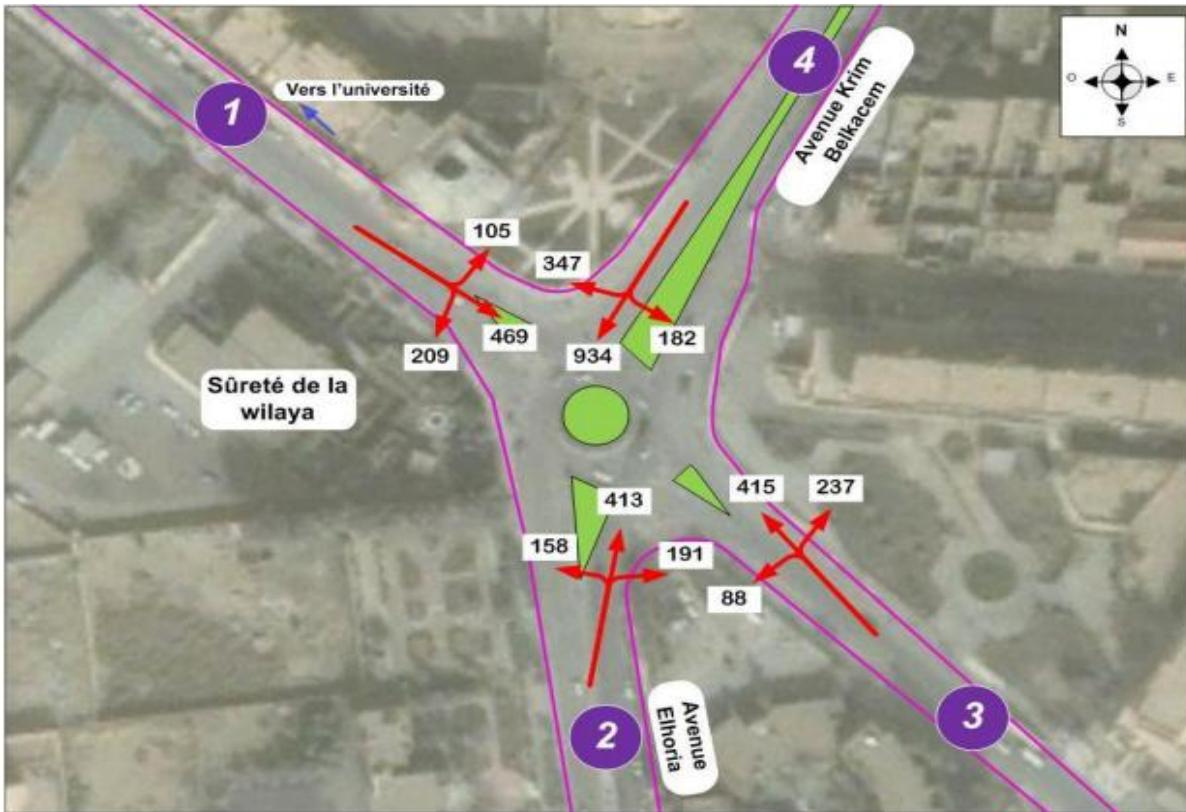 N
O
E
S
1
Vers l'université
4
Avenue Krim
Belkacem
105
347
469
209
934
182
Sûreté de la
wilaya
413
415
237
158
191
88
2
Avenue
Elhoria
3